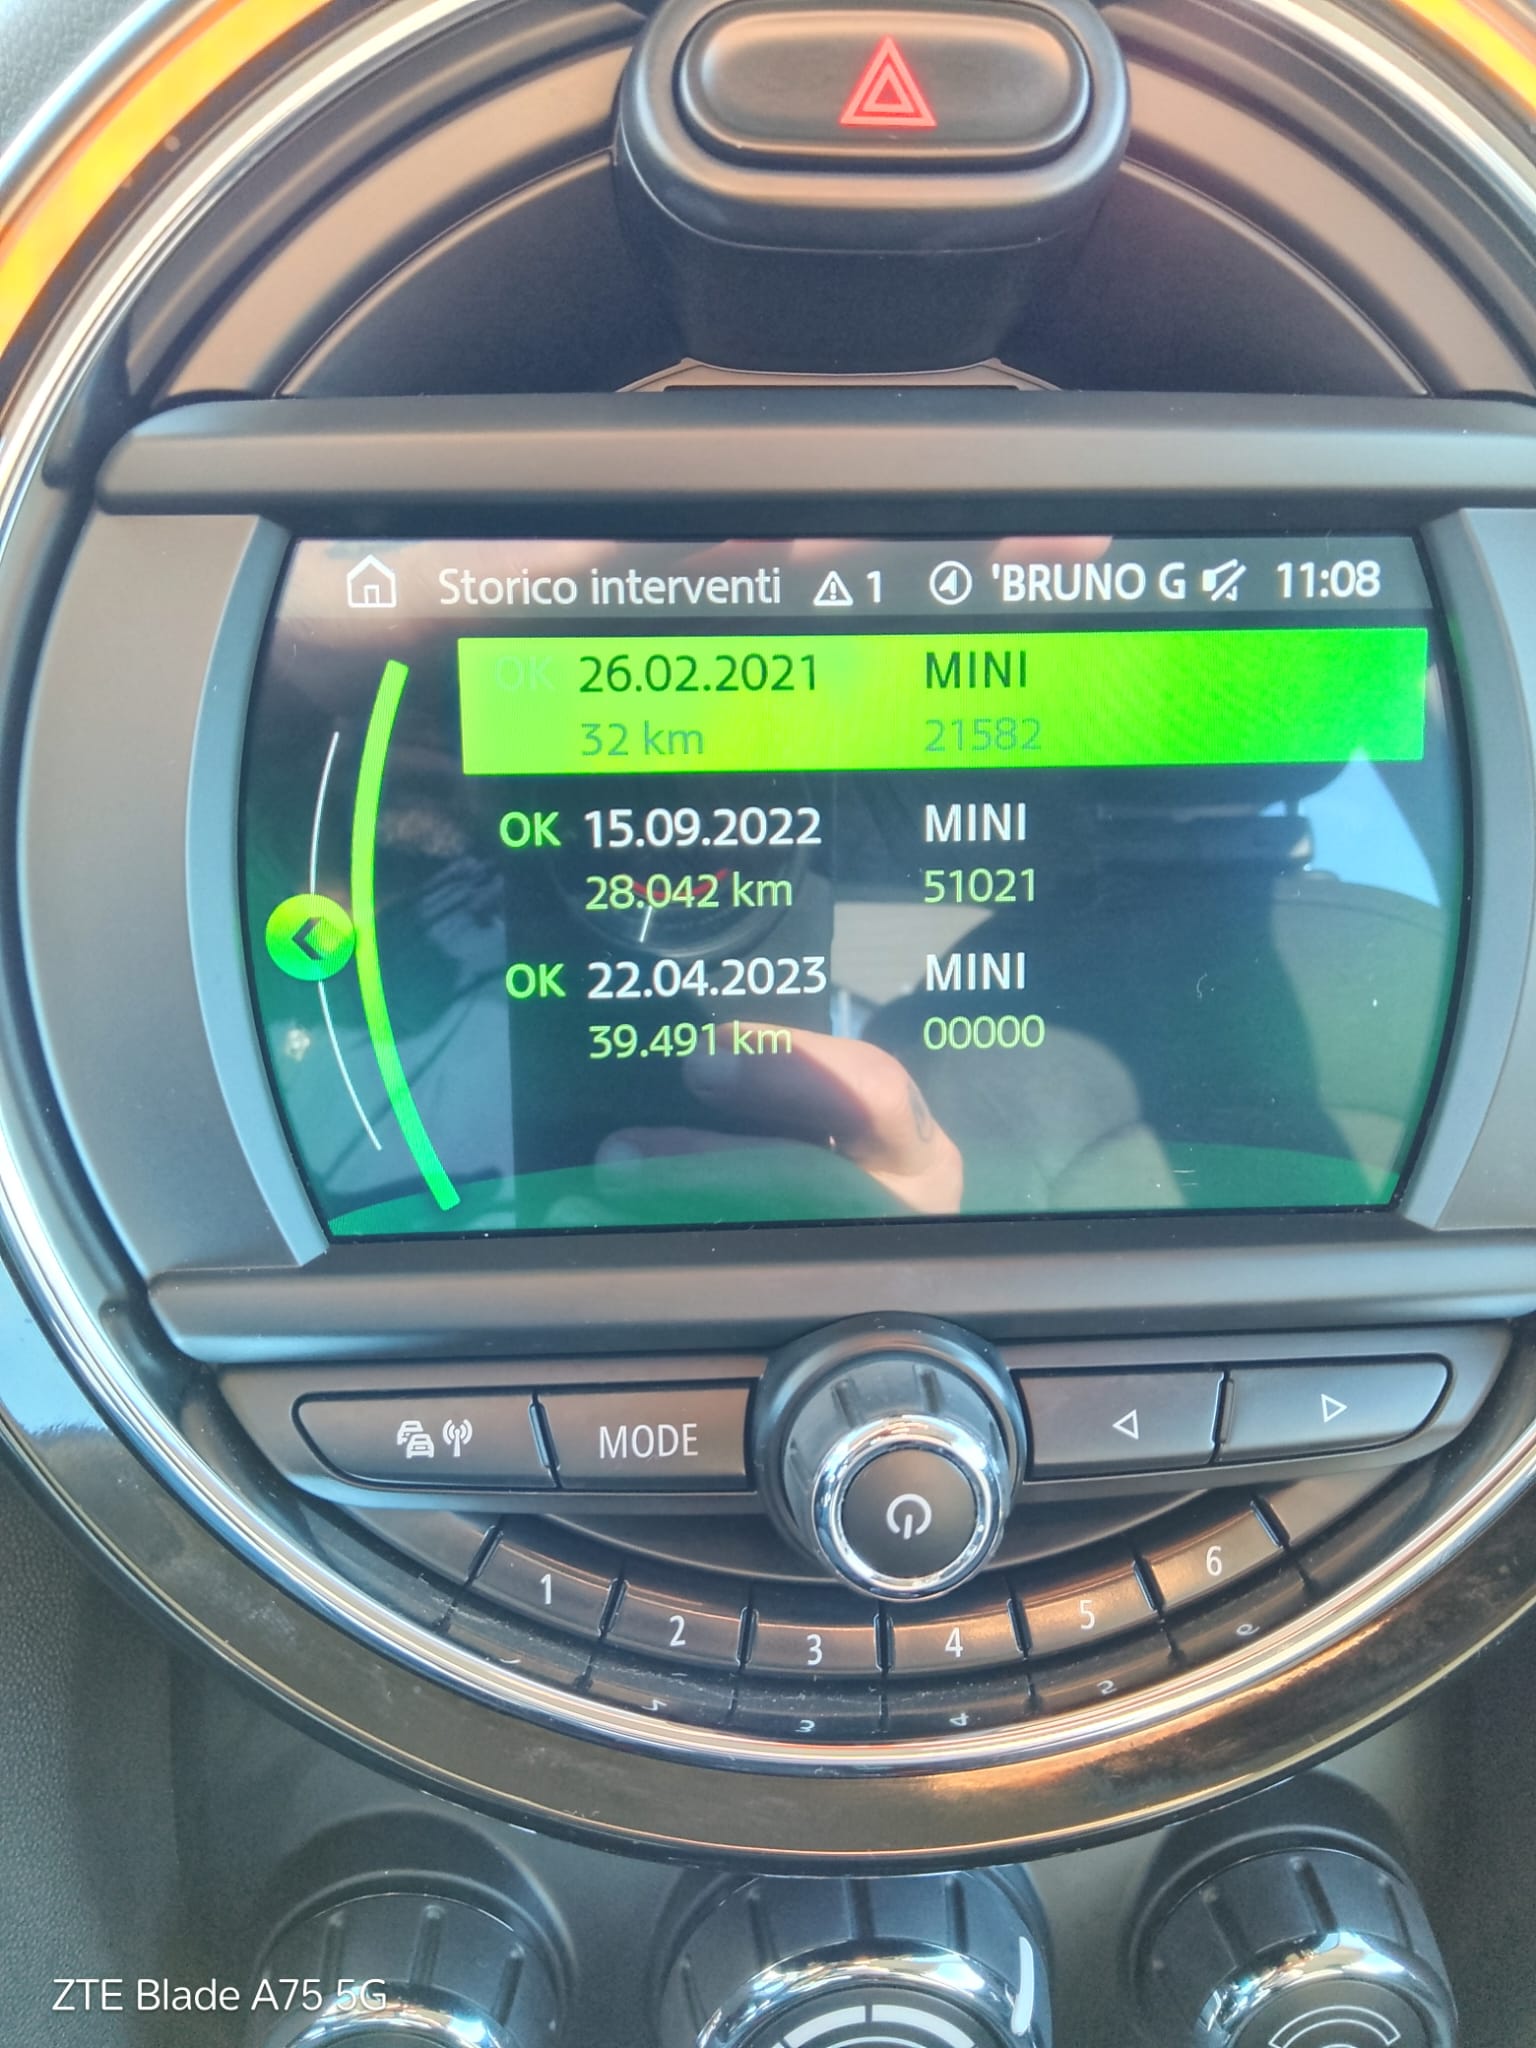 Storico interventi 1 'BRUNO G 11:08
OK 26.02.2021 MINI
32 km 21582
OK 15.09.2022 MINI
28.042 km 51021
OK 22.04.2023 MINI
39.491 km 00000
MODE
1 2 3 4 5 6
ZTE Blade A75 5G